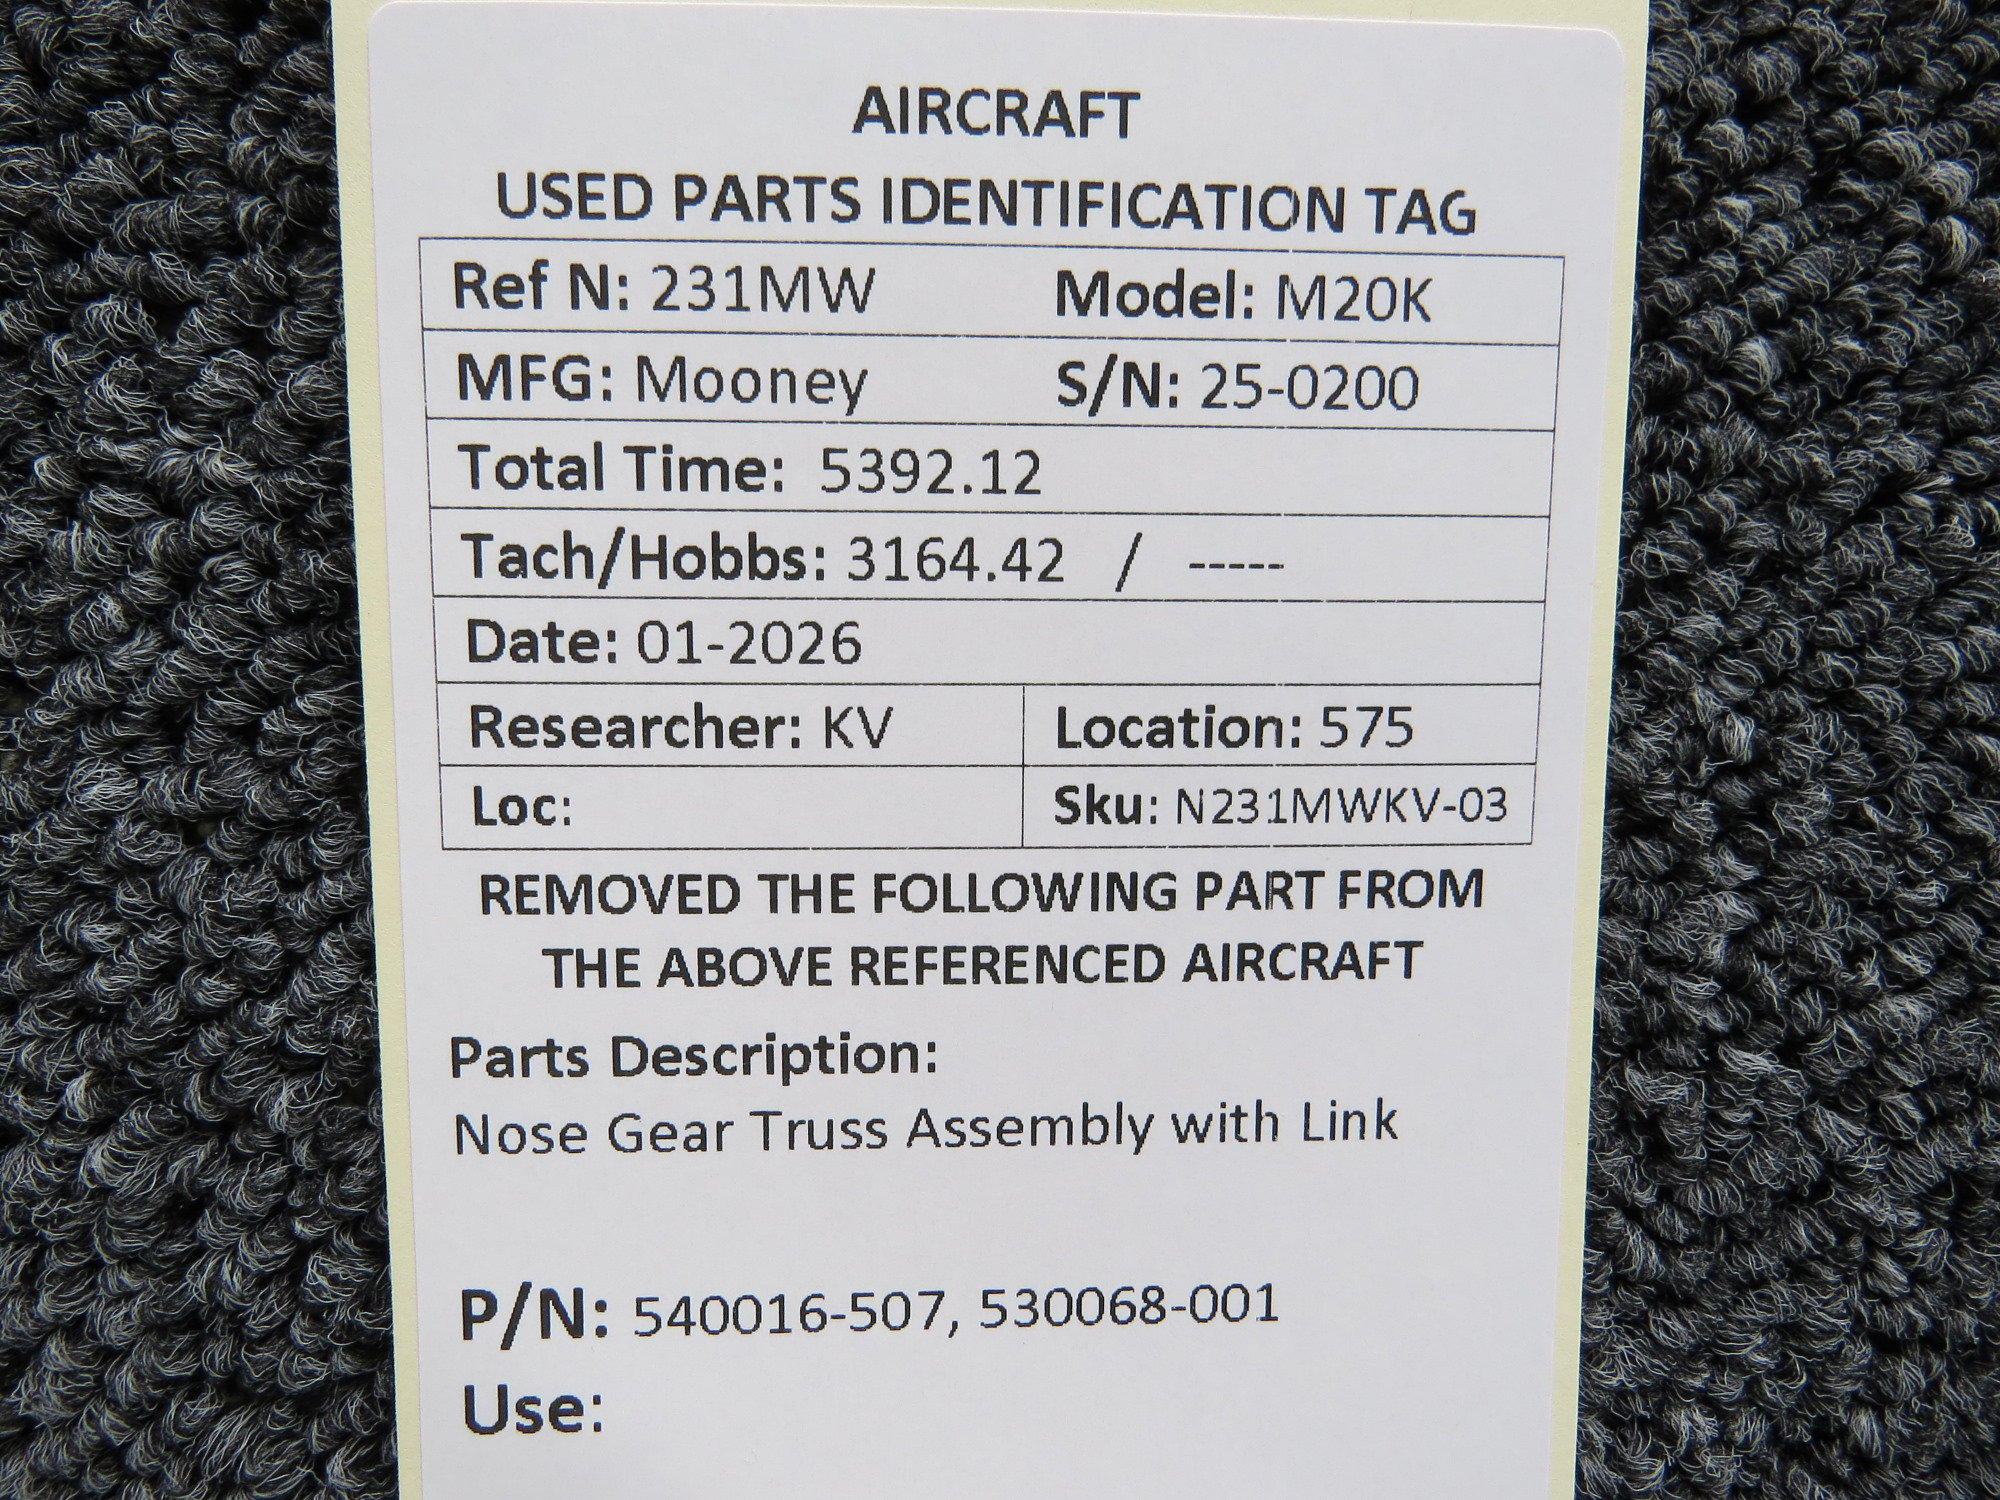 AIRCRAFT
USED PARTS IDENTIFICATION TAG
Ref N: 231MW Model: M20K
MFG: Mooney S/N: 25-0200
Total Time: 5392.12
Tach/Hobbs: 3164.42 / -----
Date: 01-2026
Researcher: KV Location: 575
Loc: Sku: N231MWKV-03
REMOVED THE FOLLOWING PART FROM
THE ABOVE REFERENCED AIRCRAFT
Parts Description:
Nose Gear Truss Assembly with Link
P/N: 540016-507, 530068-001
Use: